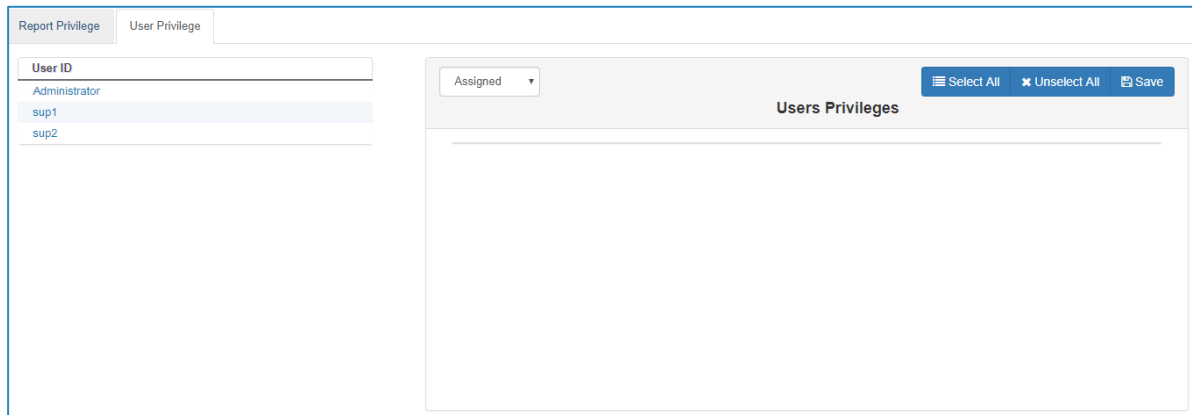 Report Privilege User Privilege
User ID
Administrator
sup1
sup2
Assigned Select All Unselect All Save
Users Privileges